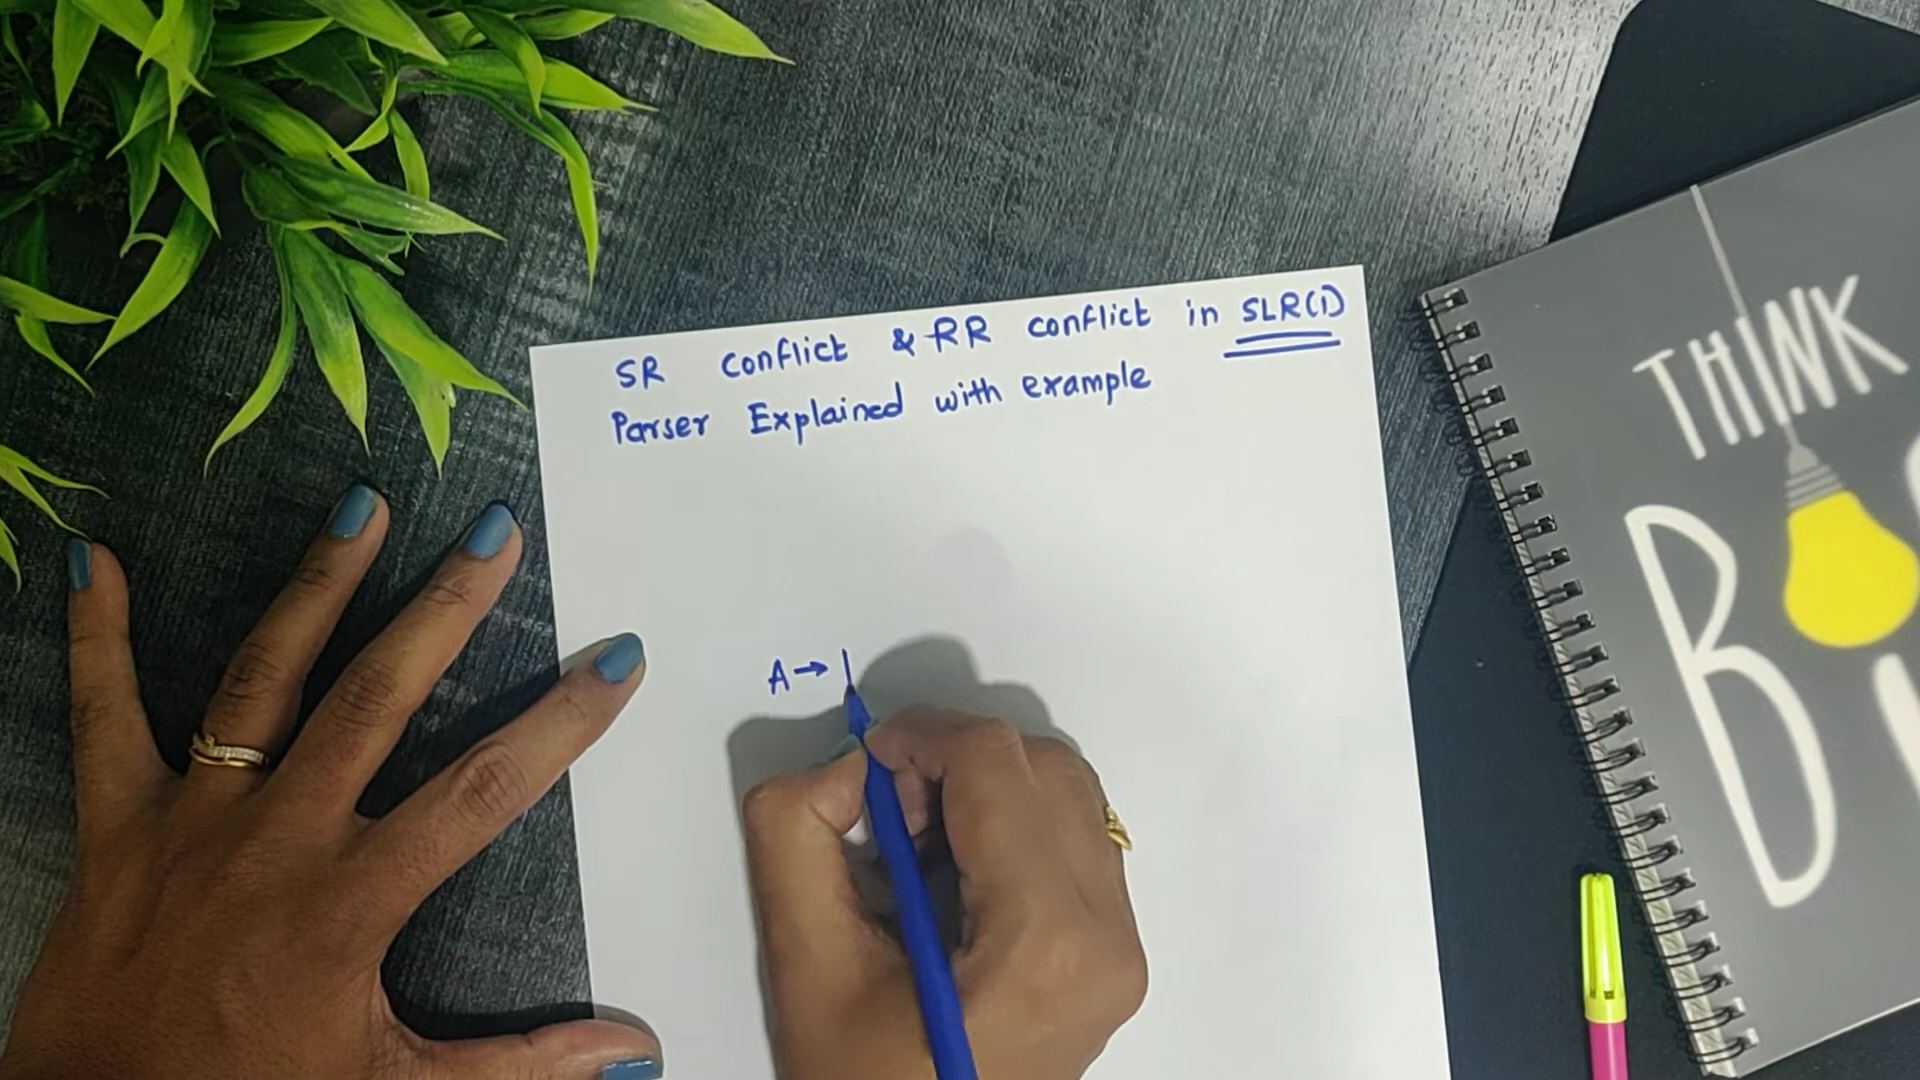 SR conflict & RR conflict in SLR(1)
Parser Explained with example
A → |
THINK